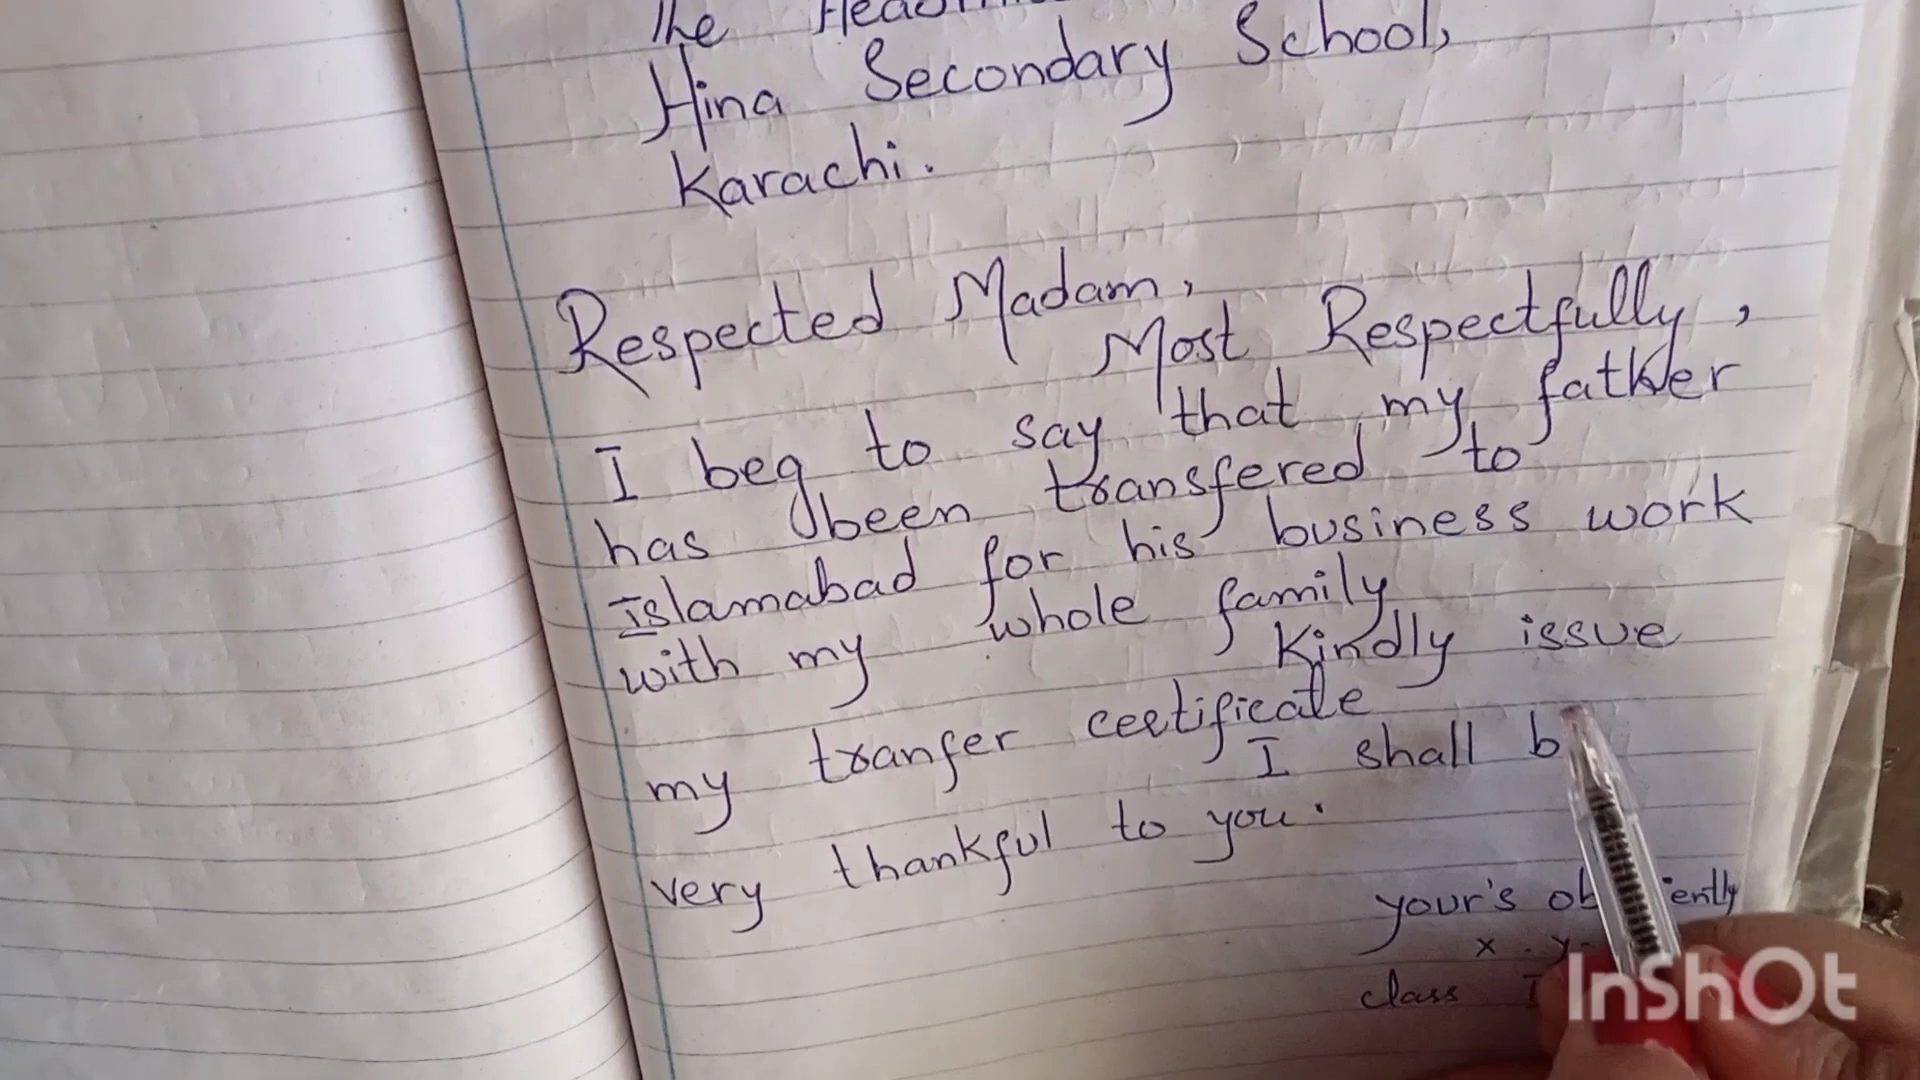 The
Hina Secondary School,
Karachi.
Respected Madam,
Most Respectfully,
I beg to say that my father
has been transfered to
islamabad for his business work
with my whole family
Kindly issue
my tranfer certificate
I shall b
very thankful to you.
your's
x . y.
class
InShOt